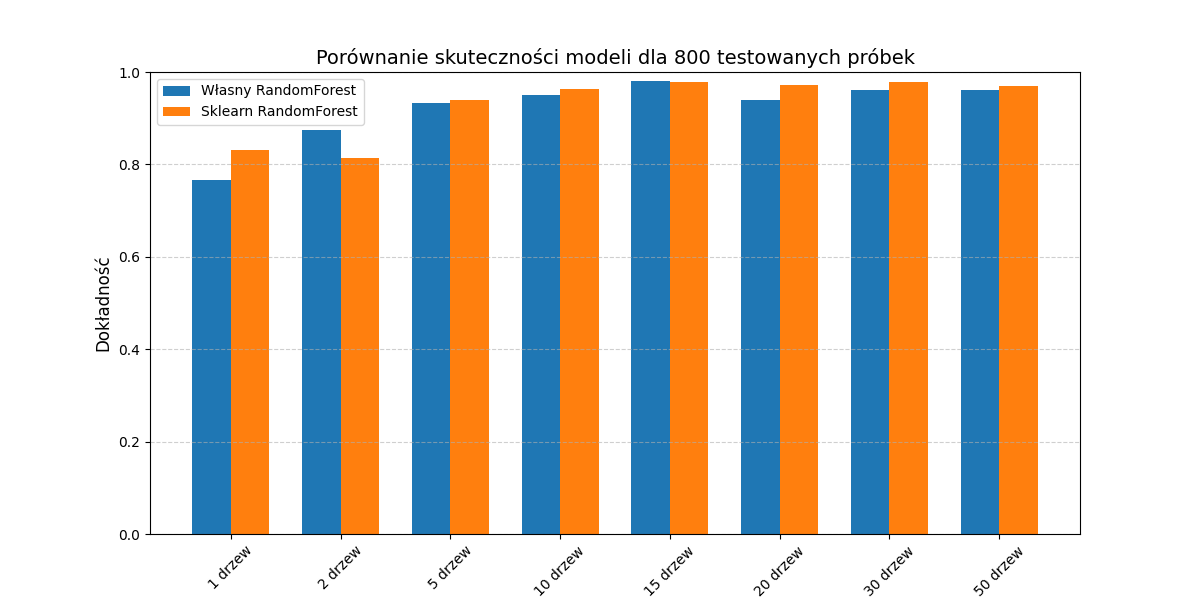 Porównanie skuteczności modeli dla 800 testowanych próbek
Własny RandomForest
Sklearn RandomForest
Dokładność
1.0
0.8
0.6
0.4
0.2
0.0
1 drzew
2 drzew
5 drzew
10 drzew
15 drzew
20 drzew
30 drzew
50 drzew